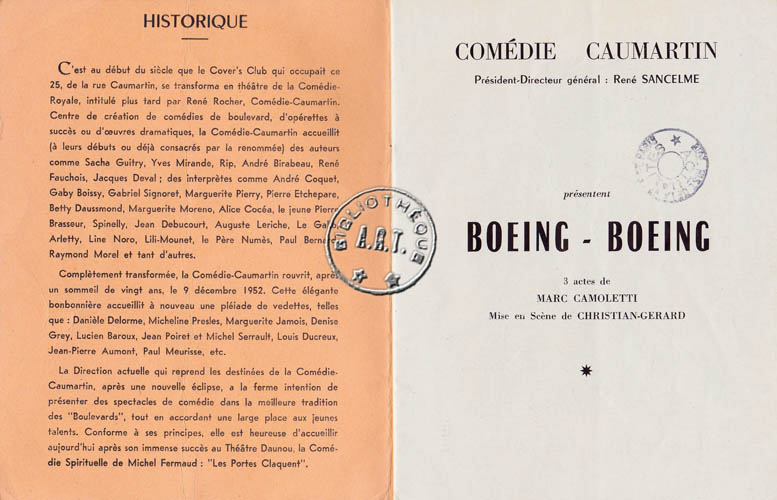 HISTORIQUE
C'est au début du siècle que le Cover's Club qui occupait ce
25, de la rue Caumartin, se transforma en théâtre de la Comédie-
Royale, intitulé plus tard par René Rocher, Comédie-Caumartin.
Centre de création de comédies de boulevard, d'opérettes à
succès ou d'œuvres dramatiques, la Comédie-Caumartin accueillit
(à leurs débuts ou déjà consacrés par la renommée) des auteurs
comme Sacha Guitry, Yves Mirande, Rip, André Birabeau, René
Fauchois, Jacques Deval ; des interprètes comme André Coquet,
Gaby Boissy, Gabriel Signoret, Marguerite Pierry, Pierre Etchepare,
Betty Daussmond, Marguerite Moreno, Alice Cocéa, le jeune Pierre
Brasseur, Spinelly, Jean Debucourt, Auguste Leriche, Le Gallo,
Arletty, Line Noro, Lili-Mounet, le Père Numès, Paul Bernard,
Raymond Morel et tant d'autres.
Complètement transformée, la Comédie-Caumartin rouvrit, après
un sommeil de vingt ans, le 9 décembre 1952. Cette élégante
bonbonnière accueillit à nouveau une pléiade de vedettes, telles
que : Danièle Delorme, Micheline Presles, Marguerite Jamois, Denise
Grey, Lucien Baroux, Jean Poiret et Michel Serrault, Louis Ducreux,
Jean-Pierre Aumont, Paul Meurisse, etc.
La Direction actuelle qui reprend les destinées de la Comédie-
Caumartin, après une nouvelle éclipse, a la ferme intention de
présenter des spectacles de comédie dans la meilleure tradition
des "Boulevards", tout en accordant une large place aux jeunes
talents. Conforme à ses principes, elle est heureuse d'accueillir
aujourd'hui après son immense succès au Théâtre Daunou, la Comé-
die Spirituelle de Michel Fermaud : "Les Portes Claquent".
BIBLIOTHÈQUE
A.R.T.
COMÉDIE CAUMARTIN
Président-Directeur général : René SANCELME
présentent
BOEING - BOEING
3 actes de
MARC CAMOLETTI
Mise en Scène de CHRISTIAN-GERARD